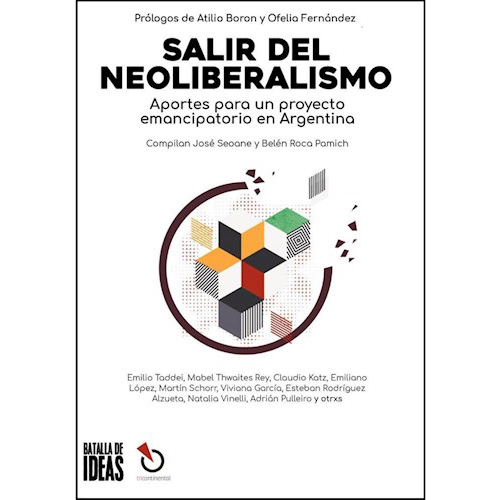 Prólogos de Atilio Boron y Ofelia Fernández
SALIR DEL
NEOLIBERALISMO
Aportes para un proyecto
emancipatorio en Argentina
Compilan José Seoane y Belén Roca Pamich
Emilio Taddei, Mabel Thwaites Rey, Claudio Katz, Emiliano
López, Martín Schorr, Viviana García, Esteban Rodríguez
Alzueta, Natalia Vinelli, Adrián Pulleiro y otrxs
BATALLA DE
IDEAS
tricontinental